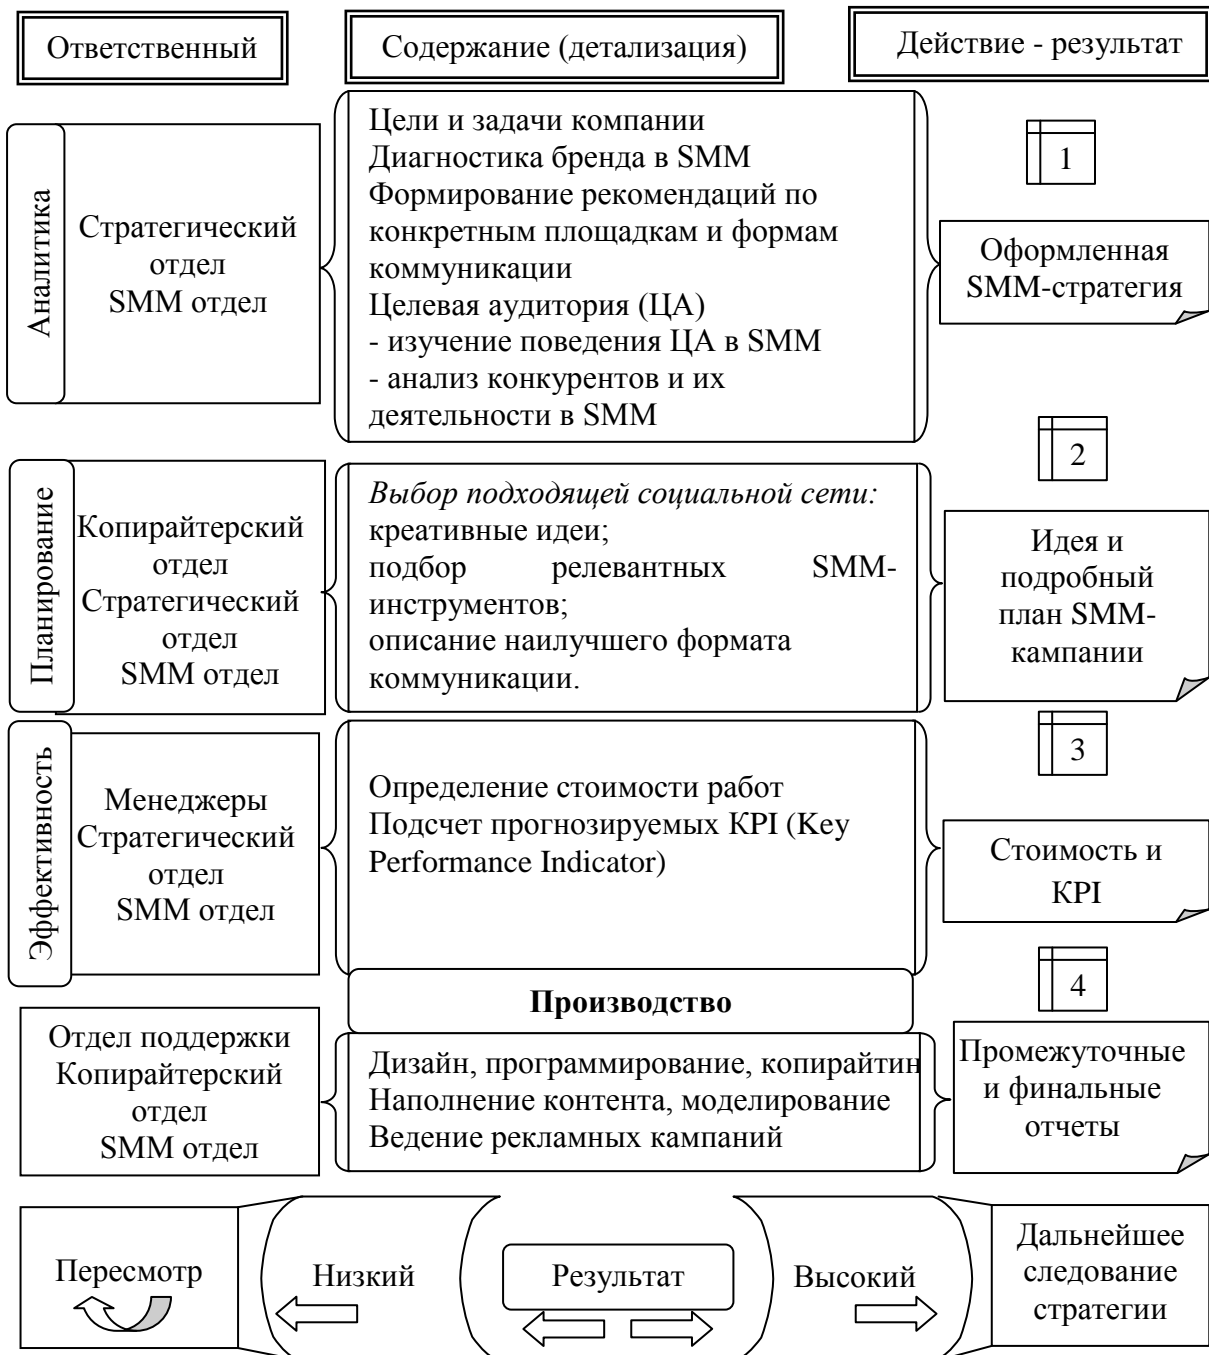 Ответственный
Содержание (детализация)
Действие - результат
Аналитика
Стратегический
отдел
SMM отдел
Цели и задачи компании
Диагностика бренда в SMM
Формирование рекомендаций по
конкретным площадкам и формам
коммуникации
Целевая аудитория (ЦА)
- изучение поведения ЦА в SMM
- анализ конкурентов и их
деятельности в SMM
1
Оформленная
SMM-стратегия
Планирование
Копирайтерский
отдел
Стратегический
отдел
SMM отдел
Выбор подходящей социальной сети:
креативные идеи;
подбор релевантных SMM-
инструментов;
описание наилучшего формата
коммуникации.
2
Идея и
подробный
план SMM-
кампании
Эффективность
Менеджеры
Стратегический
отдел
SMM отдел
Определение стоимости работ
Подсчет прогнозируемых KPI (Key
Performance Indicator)
3
Стоимость и
KPI
Производство
4
Отдел поддержки
Копирайтерский
отдел
SMM отдел
Дизайн, программирование, копирайтин
Наполнение контента, моделирование
Ведение рекламных кампаний
Промежуточные
и финальные
отчеты
Пересмотр
Низкий
Результат
Высокий
Дальнейшее
следование
стратегии